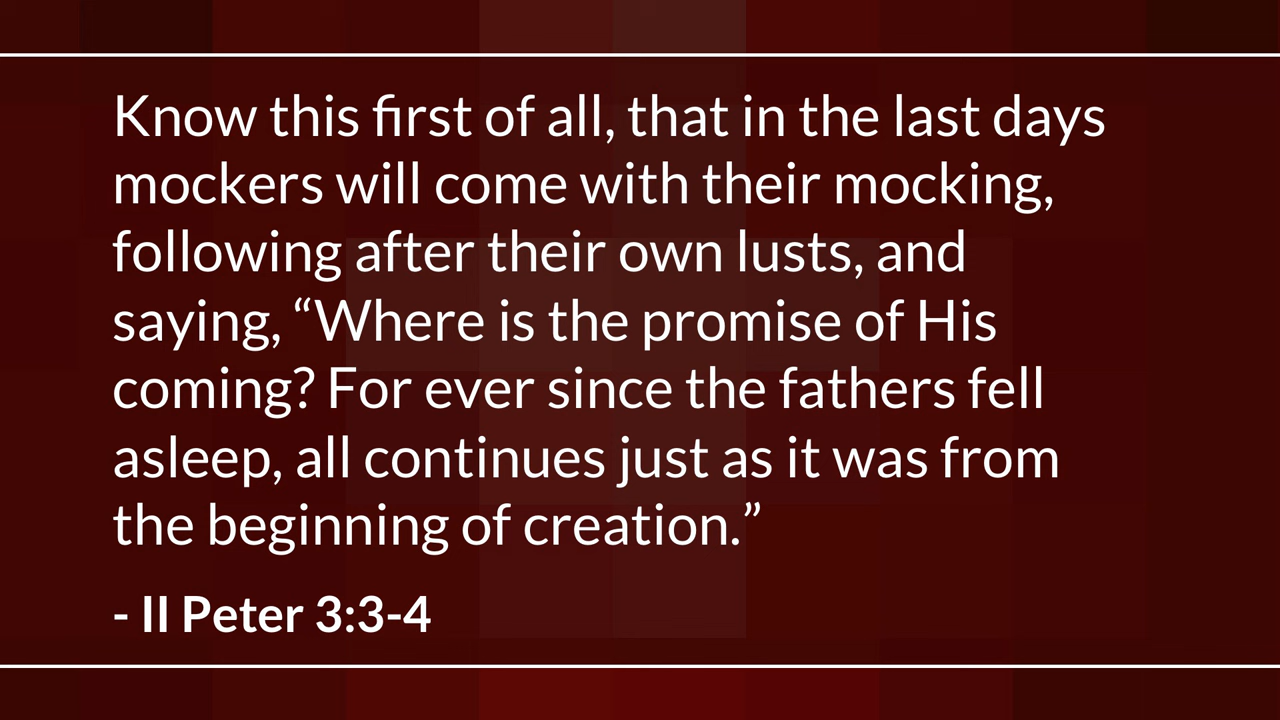 Know this first of all, that in the last days
mockers will come with their mocking,
following after their own lusts, and
saying, “Where is the promise of His
coming? For ever since the fathers fell
asleep, all continues just as it was from
the beginning of creation.”
- II Peter 3:3-4